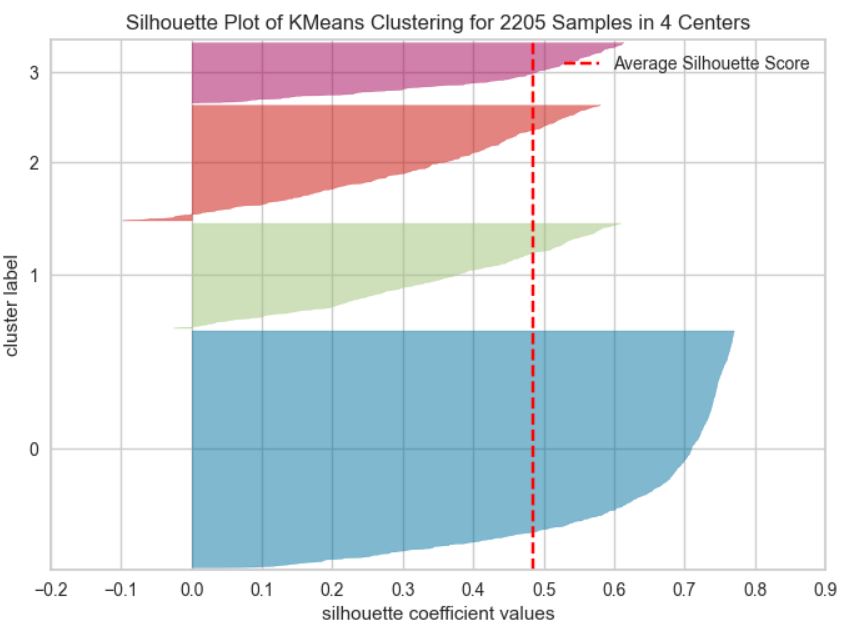 Silhouette Plot of KMeans Clustering for 2205 Samples in 4 Centers
Average Silhouette Score
3
2
1
0
cluster label
−0.2 −0.1 0.0 0.1 0.2 0.3 0.4 0.5 0.6 0.7 0.8 0.9
silhouette coefficient values